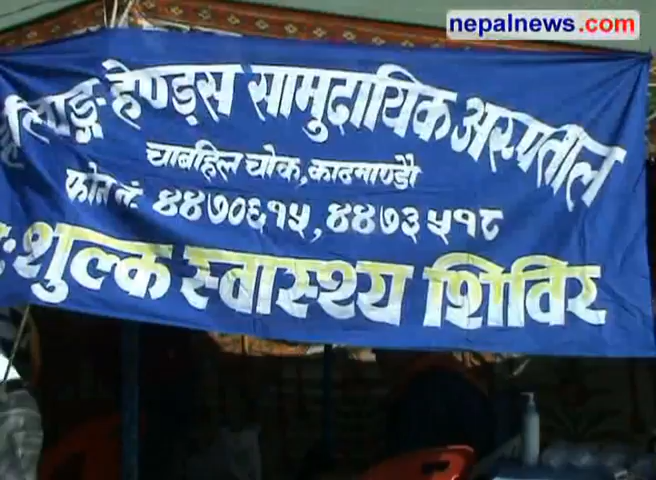 nepalnews.com
हेण्ड्स सामुदायिक अस्पताल
चाबहिल चोक, काठमाण्डौ
फोन नं. ४४७०६१५, ४४७३५१८
शुल्क स्वास्थ्य शिविर